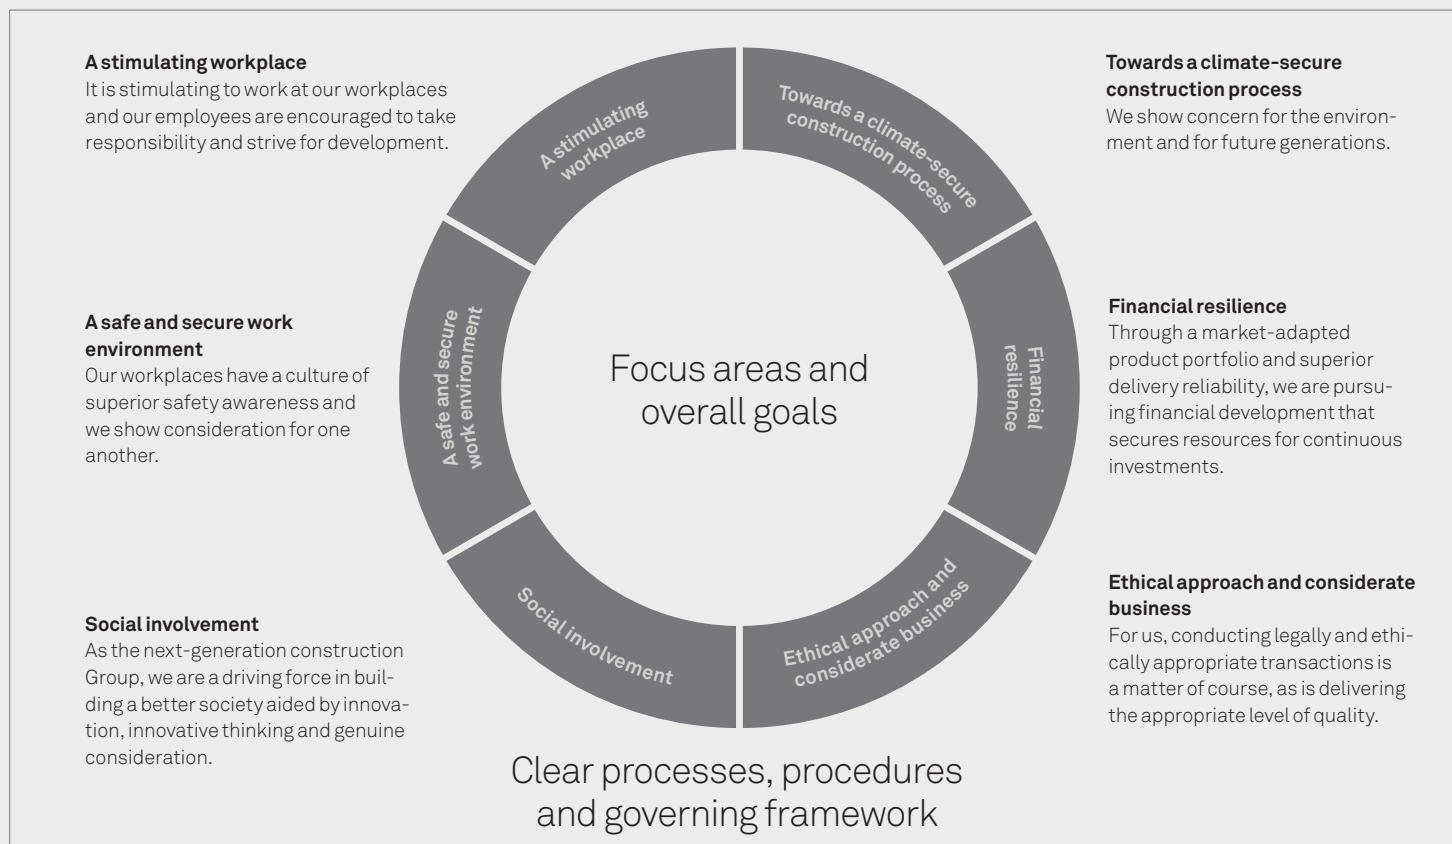 A stimulating workplace
It is stimulating to work at our workplaces
and our employees are encouraged to take
responsibility and strive for development.
A safe and secure work
environment
Our workplaces have a culture of
superior safety awareness and
we show consideration for one
another.
Social involvement
As the next-generation construction
Group, we are a driving force in buil-
ding a better society aided by innova-
tion, innovative thinking and genuine
consideration.
A stimulating
workplace
Towards a climate-secure
construction process
A safe and secure
work environment
Focus areas and
overall goals
Financial
resilience
Social involvement
Ethical approach and
considerate business
Clear processes, procedures
and governing framework
Towards a climate-secure
construction process
We show concern for the environ-
ment and for future generations.
Financial resilience
Through a market-adapted
product portfolio and superior
delivery reliability, we are pursu-
ing financial development that
secures resources for continuous
investments.
Ethical approach and considerate
business
For us, conducting legally and ethi-
cally appropriate transactions is
a matter of course, as is delivering
the appropriate level of quality.